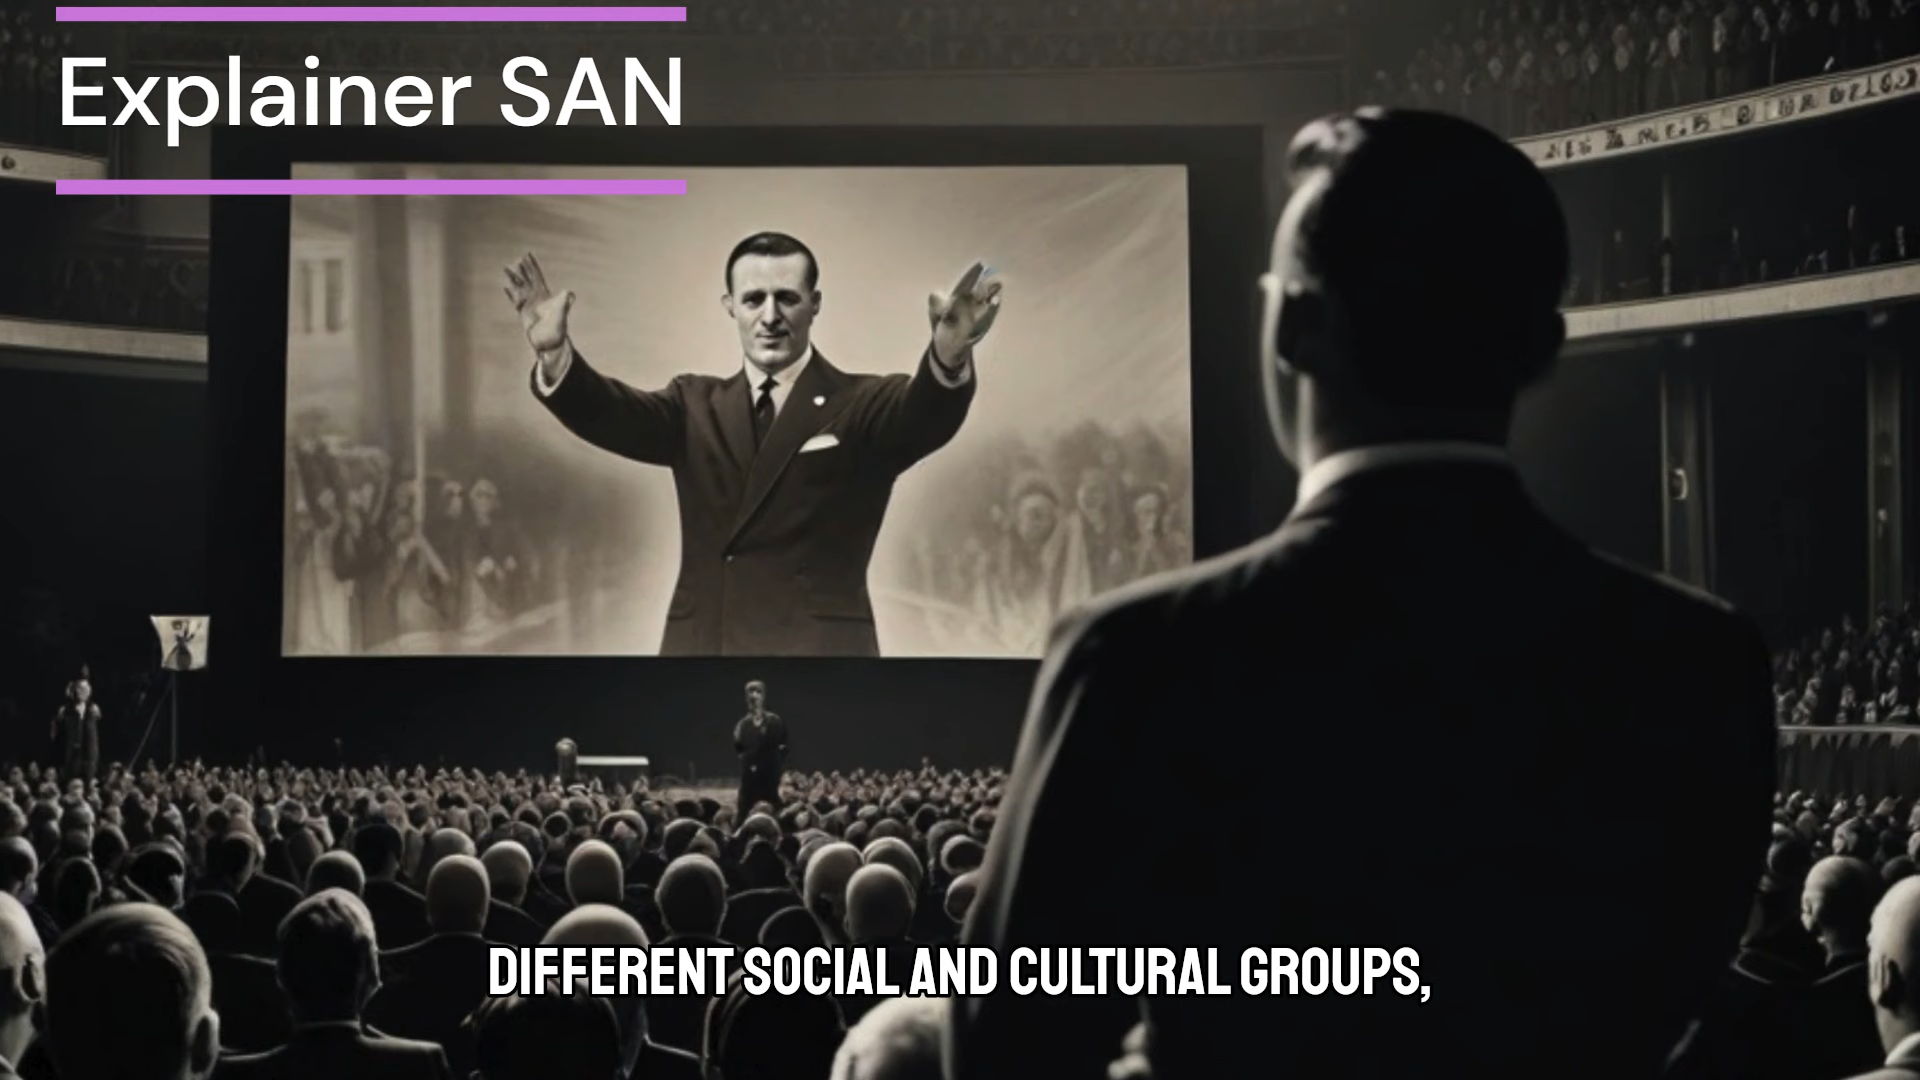 Explainer SAN
DIFFERENT SOCIAL AND CULTURAL GROUPS,